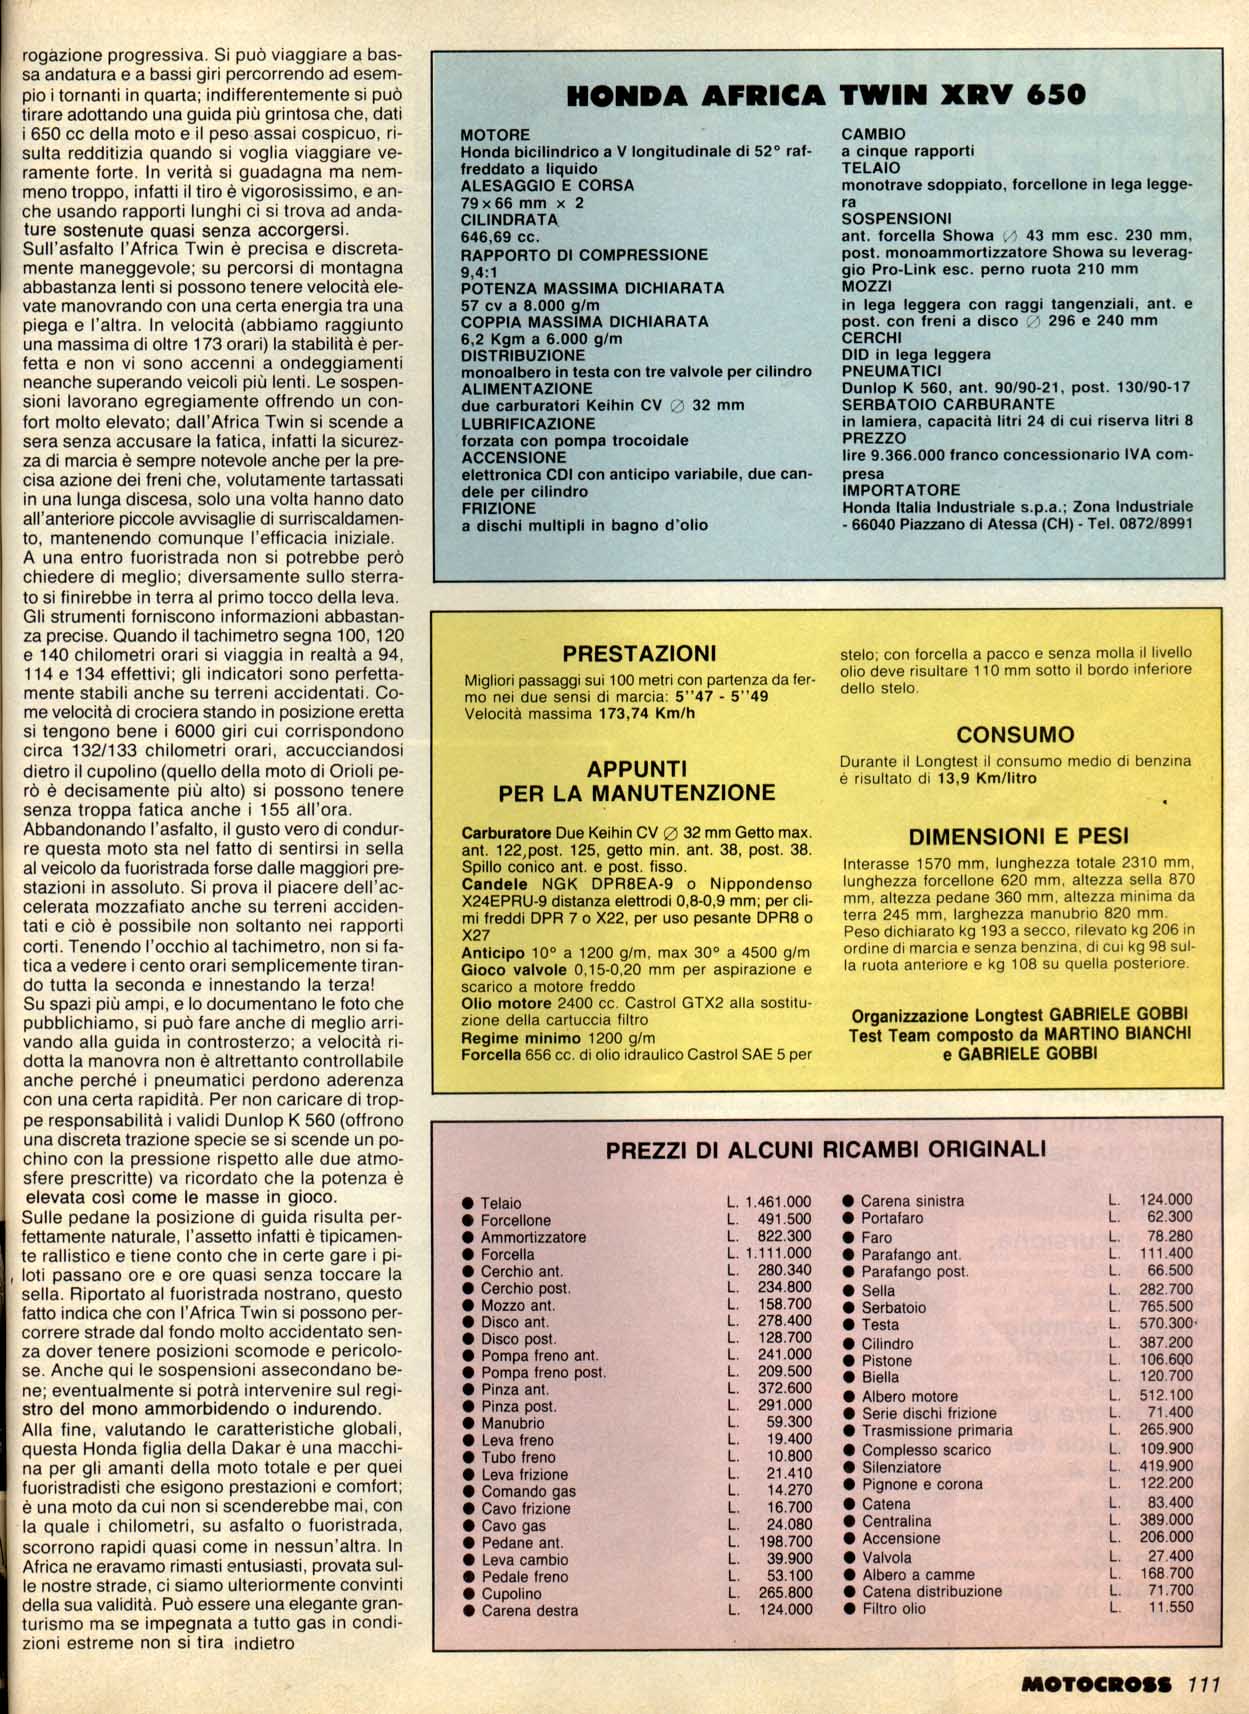 rogazione progressiva. Si può viaggiare a bas-
sa andatura e a bassi giri percorrendo ad esem-
pio i tornanti in quarta; indifferentemente si può
tirare adottando una guida più grintosa che, dati
i 650 cc della moto e il peso assai cospicuo, ri-
sulta redditizia quando si voglia viaggiare ve-
ramente forte. In verità si guadagna ma nem-
meno troppo, infatti il tiro è vigorosissimo, e an-
che usando rapporti lunghi ci si trova ad anda-
ture sostenute quasi senza accorgersi.
Sull'asfalto l'Africa Twin è precisa e discreta-
mente maneggevole; su percorsi di montagna
abbastanza lenti si possono tenere velocità ele-
vate manovrando con una certa energia tra una
piega e l'altra. In velocità (abbiamo raggiunto
una massima di oltre 173 orari) la stabilità è per-
fetta e non vi sono accenni a ondeggiamenti
neanche superando veicoli più lenti. Le sospen-
sioni lavorano egregiamente offrendo un con-
fort molto elevato; dall'Africa Twin si scende a
sera senza accusare la fatica, infatti la sicurez-
za di marcia è sempre notevole anche per la pre-
cisa azione dei freni che, volutamente tartassati
in una lunga discesa, solo una volta hanno dato
all'anteriore piccole avvisaglie di surriscaldamen-
to, mantenendo comunque l'efficacia iniziale.
A una entro fuoristrada non si potrebbe però
chiedere di meglio; diversamente sullo sterra-
to si finirebbe in terra al primo tocco della leva.
Gli strumenti forniscono informazioni abbastan-
za precise. Quando il tachimetro segna 100, 120
e 140 chilometri orari si viaggia in realtà a 94,
114 e 134 effettivi; gli indicatori sono perfetta-
mente stabili anche su terreni accidentati. Co-
me velocità di crociera stando in posizione eretta
si tengono bene i 6000 giri cui corrispondono
circa 132/133 chilometri orari, accucciandosi
dietro il cupolino (quello della moto di Orioli pe-
rò è decisamente più alto) si possono tenere
senza troppa fatica anche i 155 all'ora.
Abbandonando l'asfalto, il gusto vero di condur-
re questa moto sta nel fatto di sentirsi in sella
al veicolo da fuoristrada forse dalle maggiori pre-
stazioni in assoluto. Si prova il piacere dell'ac-
celerata mozzafiato anche su terreni acciden-
tati e ciò è possibile non soltanto nei rapporti
corti. Tenendo l'occhio al tachimetro, non si fa-
tica a vedere i cento orari semplicemente tiran-
do tutta la seconda e innestando la terza!
Su spazi più ampi, e lo documentano le foto che
pubblichiamo, si può fare anche di meglio arri-
vando alla guida in controsterzo; a velocità ri-
dotta la manovra non è altrettanto controllabile
anche perché i pneumatici perdono aderenza
con una certa rapidità. Per non caricare di trop-
pe responsabilità i validi Dunlop K 560 (offrono
una discreta trazione specie se si scende un po-
chino con la pressione rispetto alle due atmo-
sfere prescritte) va ricordato che la potenza è
elevata così come le masse in gioco.
Sulle pedane la posizione di guida risulta per-
fettamente naturale, l'assetto infatti è tipicamen-
te rallistico e tiene conto che in certe gare i pi-
loti passano ore e ore quasi senza toccare la
sella. Riportato al fuoristrada nostrano, questo
fatto indica che con l'Africa Twin si possono per-
correre strade dal fondo molto accidentato sen-
za dover tenere posizioni scomode e pericolo-
se. Anche qui le sospensioni assecondano be-
ne; eventualmente si potrà intervenire sul regi-
stro del mono ammorbidendo o indurendo.
Alla fine, valutando le caratteristiche globali,
questa Honda figlia della Dakar è una macchi-
na per gli amanti della moto totale e per quei
fuoristradisti che esigono prestazioni e comfort;
è una moto da cui non si scenderebbe mai, con
la quale i chilometri, su asfalto o fuoristrada,
scorrono rapidi quasi come in nessun'altra. In
Africa ne eravamo rimasti entusiasti, provata sul-
le nostre strade, ci siamo ulteriormente convinti
della sua validità. Può essere una elegante gran-
turismo ma se impegnata a tutto gas in condi-
zioni estreme non si tira indietro
HONDA AFRICA TWIN XRV 650
MOTORE
Honda bicilindrico a V longitudinale di 52° raf-
freddato a liquido
ALESAGGIO E CORSA
79 x 66 mm x 2
CILINDRATA
646,69 cc.
RAPPORTO DI COMPRESSIONE
9,4:1
POTENZA MASSIMA DICHIARATA
57 cv a 8.000 g/m
COPPIA MASSIMA DICHIARATA
6,2 Kgm a 6.000 g/m
DISTRIBUZIONE
monoalbero in testa con tre valvole per cilindro
ALIMENTAZIONE
due carburatori Keihin CV ∅ 32 mm
LUBRIFICAZIONE
forzata con pompa trocoidale
ACCENSIONE
elettronica CDI con anticipo variabile, due can-
dele per cilindro
FRIZIONE
a dischi multipli in bagno d'olio
CAMBIO
a cinque rapporti
TELAIO
monotrave sdoppiato, forcellone in lega legge-
ra
SOSPENSIONI
ant. forcella Showa ∅ 43 mm esc. 230 mm,
post. monoammortizzatore Showa su leverag-
gio Pro-Link esc. perno ruota 210 mm
MOZZI
in lega leggera con raggi tangenziali, ant. e
post. con freni a disco ∅ 296 e 240 mm
CERCHI
DID in lega leggera
PNEUMATICI
Dunlop K 560, ant. 90/90-21, post. 130/90-17
SERBATOIO CARBURANTE
in lamiera, capacità litri 24 di cui riserva litri 8
PREZZO
lire 9.366.000 franco concessionario IVA com-
presa
IMPORTATORE
Honda Italia Industriale s.p.a.; Zona Industriale
- 66040 Piazzano di Atessa (CH) - Tel. 0872/8991
PRESTAZIONI
Migliori passaggi sui 100 metri con partenza da fer-
mo nei due sensi di marcia: 5''47 - 5''49
Velocità massima 173,74 Km/h
APPUNTI
PER LA MANUTENZIONE
Carburatore Due Keihin CV ∅ 32 mm Getto max.
ant. 122,post. 125, getto min. ant. 38, post. 38.
Spillo conico ant. e post. fisso.
Candele NGK DPR8EA-9 o Nippondenso
X24EPRU-9 distanza elettrodi 0,8-0,9 mm; per cli-
mi freddi DPR 7 o X22, per uso pesante DPR8 o
X27
Anticipo 10° a 1200 g/m, max 30° a 4500 g/m
Gioco valvole 0,15-0,20 mm per aspirazione e
scarico a motore freddo
Olio motore 2400 cc. Castrol GTX2 alla sostitu-
zione della cartuccia filtro
Regime minimo 1200 g/m
Forcella 656 cc. di olio idraulico Castrol SAE 5 per
stelo; con forcella a pacco e senza molla il livello
olio deve risultare 110 mm sotto il bordo inferiore
dello stelo.
CONSUMO
Durante il Longtest il consumo medio di benzina
è risultato di 13,9 Km/litro
DIMENSIONI E PESI
Interasse 1570 mm, lunghezza totale 2310 mm,
lunghezza forcellone 620 mm, altezza sella 870
mm, altezza pedane 360 mm, altezza minima da
terra 245 mm, larghezza manubrio 820 mm.
Peso dichiarato kg 193 a secco, rilevato kg 206 in
ordine di marcia e senza benzina, di cui kg 98 sul-
la ruota anteriore e kg 108 su quella posteriore.
Organizzazione Longtest GABRIELE GOBBI
Test Team composto da MARTINO BIANCHI
e GABRIELE GOBBI
PREZZI DI ALCUNI RICAMBI ORIGINALI
● Telaio L. 1.461.000
● Forcellone L. 491.500
● Ammortizzatore L. 822.300
● Forcella L. 1.111.000
● Cerchio ant. L. 280.340
● Cerchio post. L. 234.800
● Mozzo ant. L. 158.700
● Disco ant. L. 278.400
● Disco post. L. 128.700
● Pompa freno ant. L. 241.000
● Pompa freno post. L. 209.500
● Pinza ant. L. 372.600
● Pinza post. L. 291.000
● Manubrio L. 59.300
● Leva freno L. 19.400
● Tubo freno L. 10.800
● Leva frizione L. 21.410
● Comando gas L. 14.270
● Cavo frizione L. 16.700
● Cavo gas L. 24.080
● Pedane ant. L. 198.700
● Leva cambio L. 39.900
● Pedale freno L. 53.100
● Cupolino L. 265.800
● Carena destra L. 124.000
● Carena sinistra L. 124.000
● Portafaro L. 62.300
● Faro L. 78.280
● Parafango ant. L. 111.400
● Parafango post. L. 66.500
● Sella L. 282.700
● Serbatoio L. 765.500
● Testa L. 570.300
● Cilindro L. 387.200
● Pistone L. 106.600
● Biella L. 120.700
● Albero motore L. 512.100
● Serie dischi frizione L. 71.400
● Trasmissione primaria L. 265.900
● Complesso scarico L. 109.900
● Silenziatore L. 419.900
● Pignone e corona L. 122.200
● Catena L. 83.400
● Centralina L. 389.000
● Accensione L. 206.000
● Valvola L. 27.400
● Albero a camme L. 168.700
● Catena distribuzione L. 71.700
● Filtro olio L. 11.550
MOTOCROSS 111